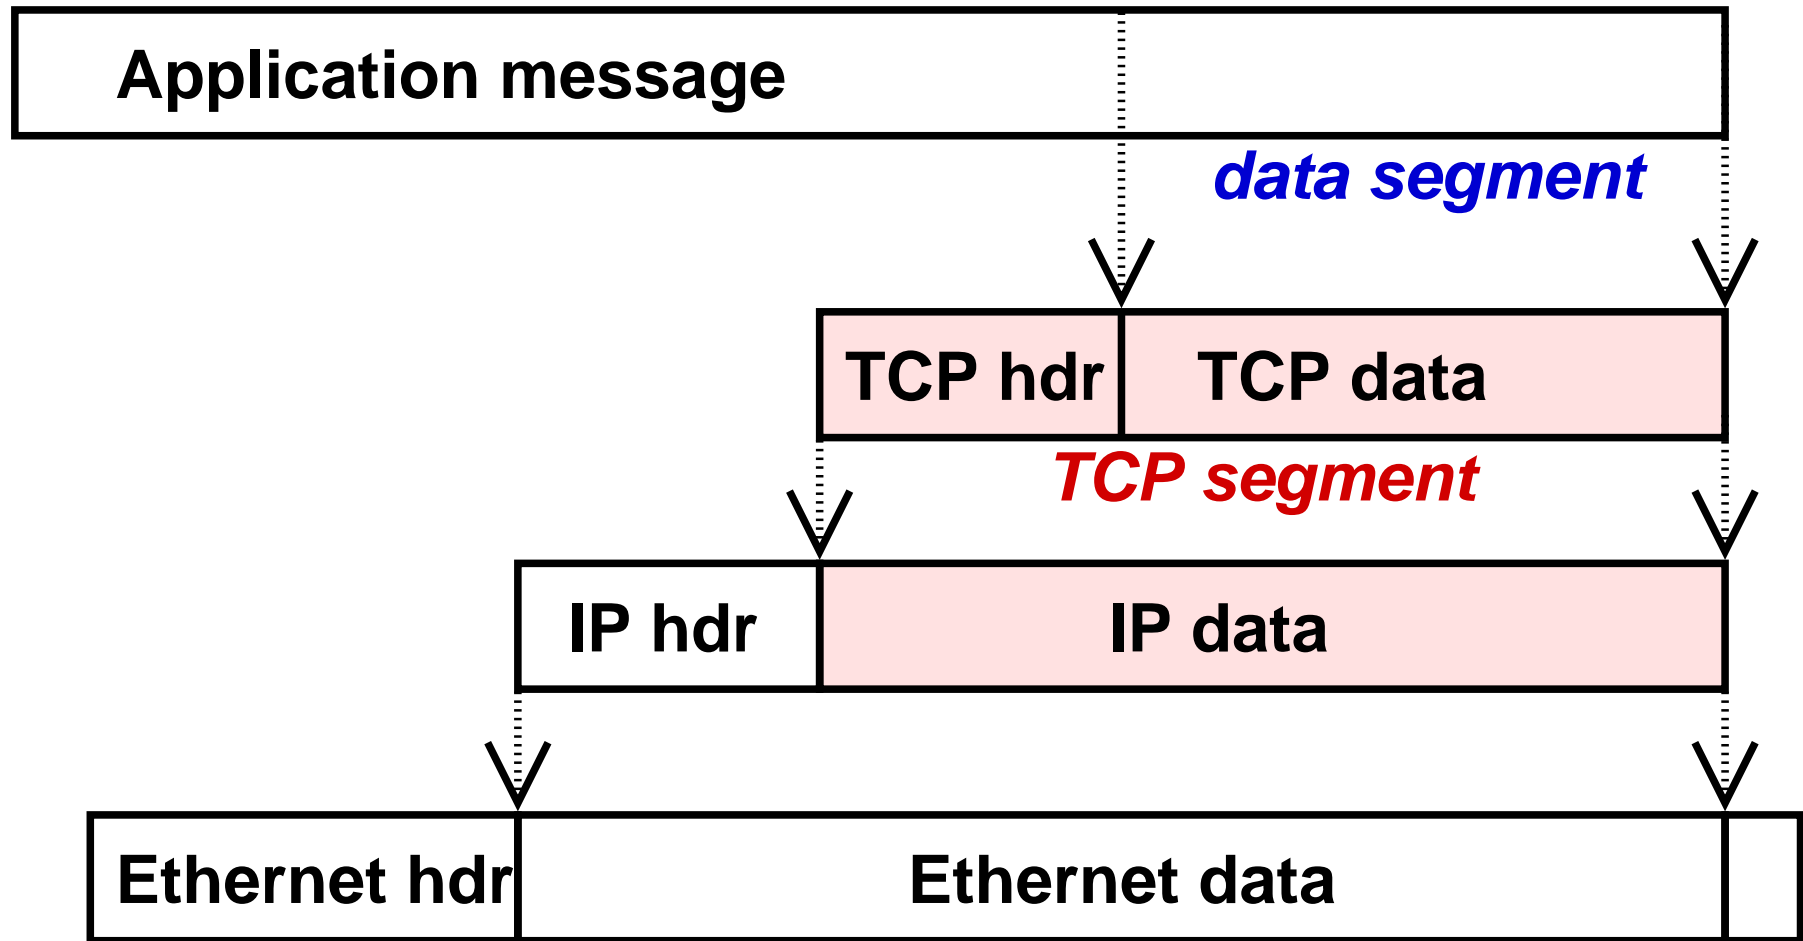 Application message
data segment
TCP hdr TCP data
TCP segment
IP hdr IP data
Ethernet hdr Ethernet data